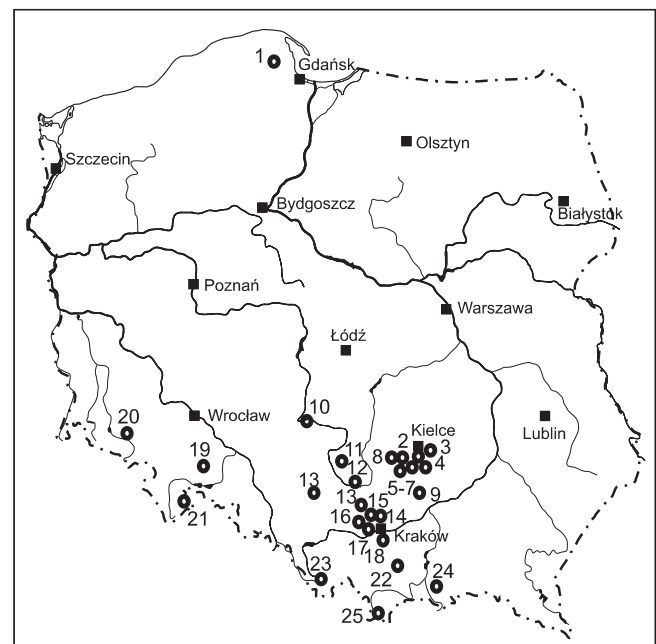 1
Gdańsk
Olsztyn
Szczecin
Białystok
Bydgoszcz
Poznań
Warszawa
Łódź
Wrocław
10
Kielce
Lublin
20
2
3
8
11
4
19
12
5-7
13
9
21
13
15
16
14
Kraków
17
18
23
22
24
25